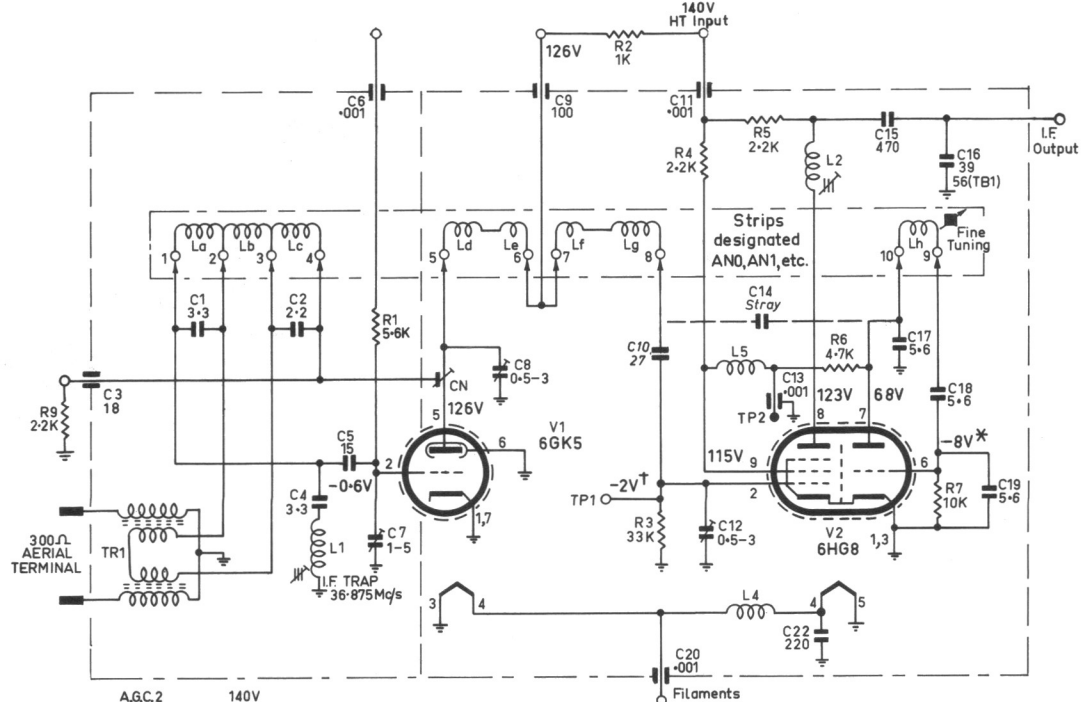 140V
HT Input
126V
R2
1K
C6
·001
C9
100
C11
·001
R5
2·2K
C15
470
I.F.
Output
R4
2·2K
L2
C16
39
56(TB1)
La
Lb
Lc
Ld
Le
Lf
Lg
Strips
designated
AN0,AN1,etc.
Lh
Fine
Tuning
1
2
3
4
5
6
7
8
10
9
C1
3·3
C2
2·2
R1
5·6K
C14
Stray
C8
0·5-3
C10
27
L5
R6
4·7K
C17
5·6
C18
5·6
C3
18
CN
C13
·001
TP2
123V
68V
R9
2·2K
5
126V
V1
6GK5
6
8
7
-8V*
C5
15
-0·6V
2
115V
9
6
C4
3·3
TP1
-2V†
2
R7
10K
C19
5·6
300Ω
AERIAL
TERMINAL
TR1
L1
C7
1-5
1,7
R3
33K
C12
0·5-3
V2
6HG8
1,3
I.F. TRAP
36·875Mc/s
3
4
L4
4
5
C22
220
C20
·001
Filaments
A.G.C.2
140V